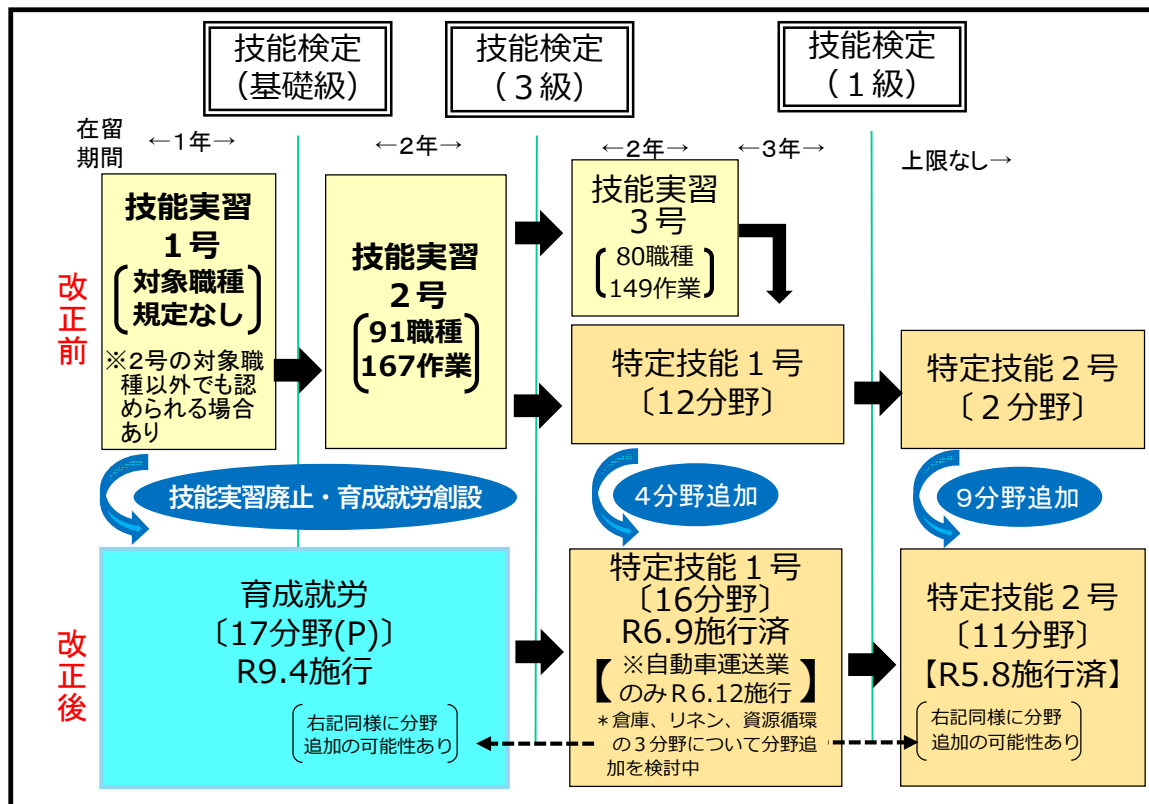 技能検定
（基礎級）
技能検定
（３級）
技能検定
（１級）
在留
期間
←1年→
←2年→
←2年→
←3年→
上限なし→
改正前
技能実習
１号
対象職種
規定なし
※２号の対象職
種以外でも認
められる場合
あり
技能実習
２号
91職種
167作業
技能実習
３号
80職種
149作業
特定技能１号
〔12分野〕
特定技能２号
〔２分野〕
技能実習廃止・育成就労創設
４分野追加
９分野追加
改正後
育成就労
〔17分野(P)〕
R9.4施行
右記同様に分野
追加の可能性あり
特定技能１号
〔16分野〕
R6.9施行済
【※自動車運送業
のみＲ6.12施行】
＊倉庫、リネン、資源循環
の３分野について分野追
加を検討中
特定技能２号
〔11分野〕
【R5.8施行済】
右記同様に分野
追加の可能性あり